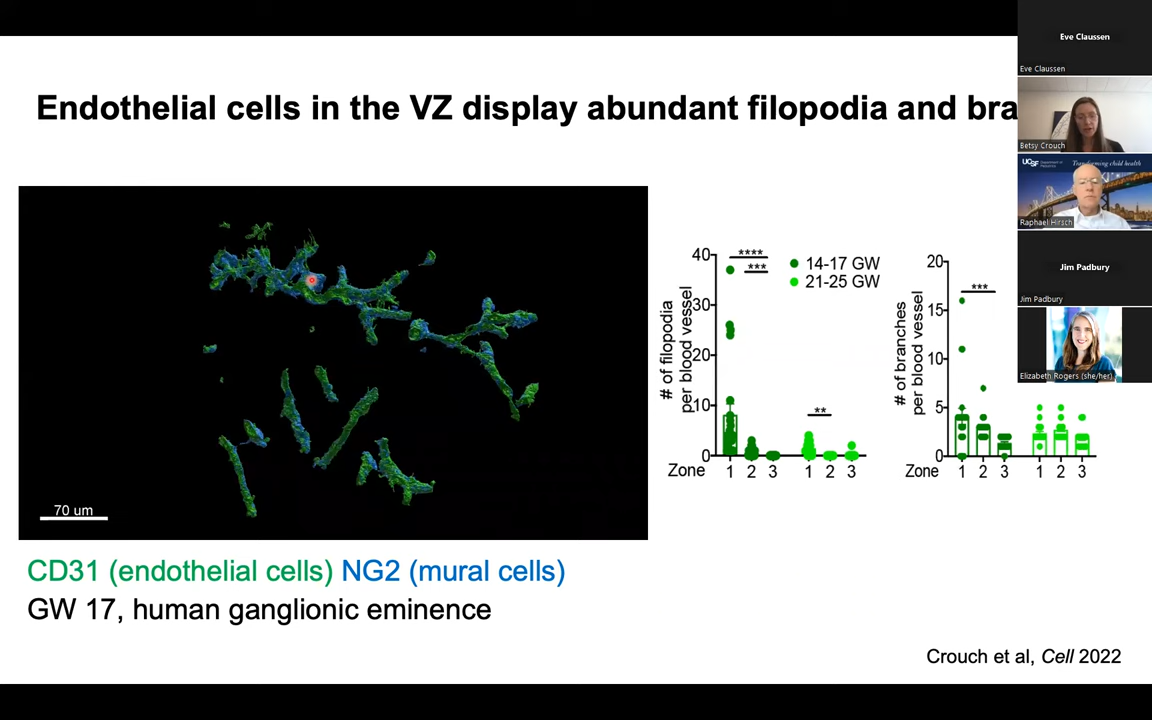 Endothelial cells in the VZ display abundant filopodia and bra
70 um
CD31 (endothelial cells) NG2 (mural cells)
GW 17, human ganglionic eminence
# of filopodia
per blood vessel
40
30
20
10
0
****
***
**
14-17 GW
21-25 GW
Zone 1 2 3 1 2 3
# of branches
per blood vessel
20
15
10
5
0
***
Zone 1 2 3 1 2 3
Crouch et al, Cell 2022
Eve Claussen
Eve Claussen
Betsy Crouch
UCSF Department of Pediatrics Transforming child health
Raphael Hirsch
Jim Padbury
Jim Padbury
Elizabeth Rogers (she/her)